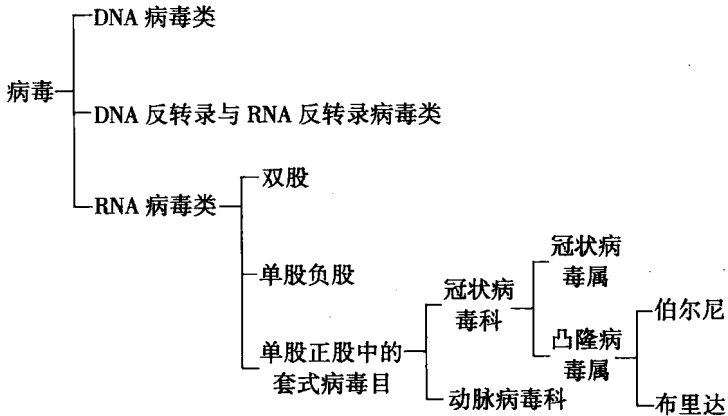 DNA 病毒类
病毒
DNA 反转录与 RNA 反转录病毒类
RNA 病毒类
双股
单股负股
单股正股中的
套式病毒目
冠状病
毒科
动脉病毒科
冠状病
毒属
凸隆病
毒属
伯尔尼
布里达